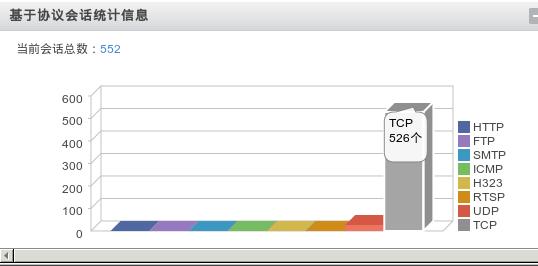 基于协议会话统计信息
当前会话总数：552
600
500
400
300
200
100
0
TCP
526个
HTTP
FTP
SMTP
ICMP
H323
RTSP
UDP
TCP